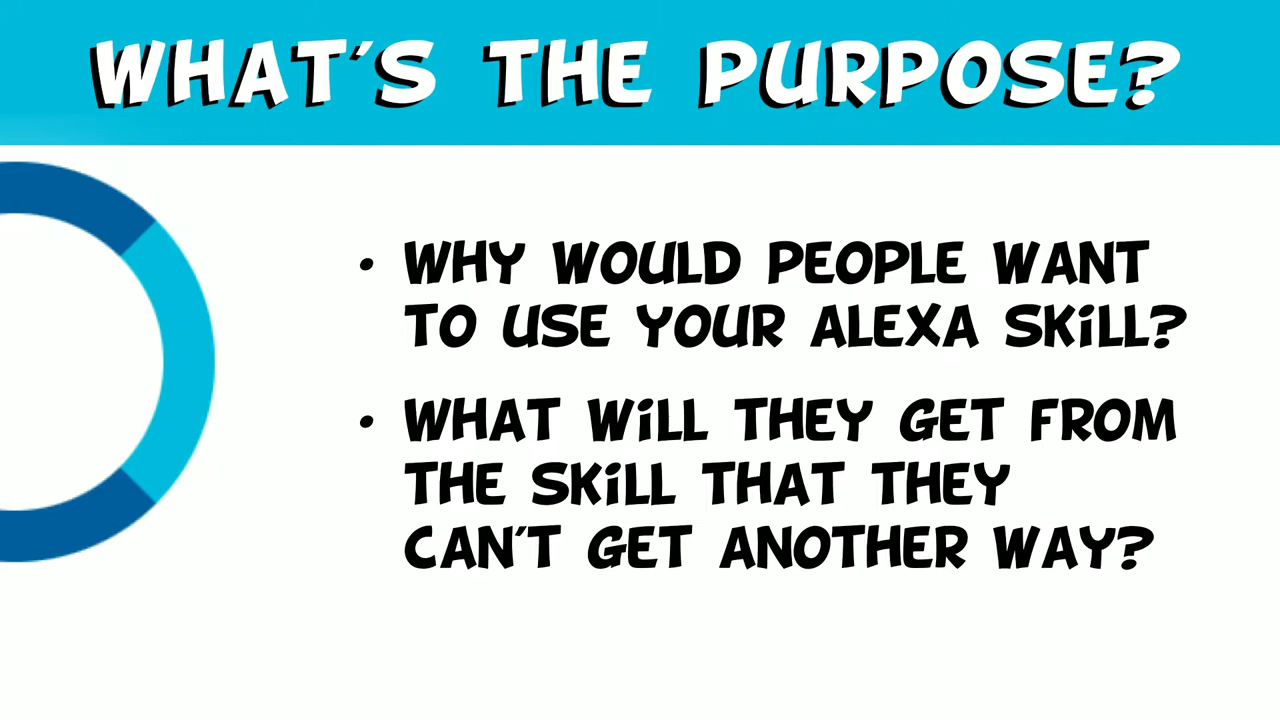 WHAT'S THE PURPOSE?
• WHY WOULD PEOPLE WANT
TO USE YOUR ALEXA SKiLL?
• WHAT WiLL THEY GET FROM
THE SKiLL THAT THEY
CAN'T GET ANOTHER WAY?